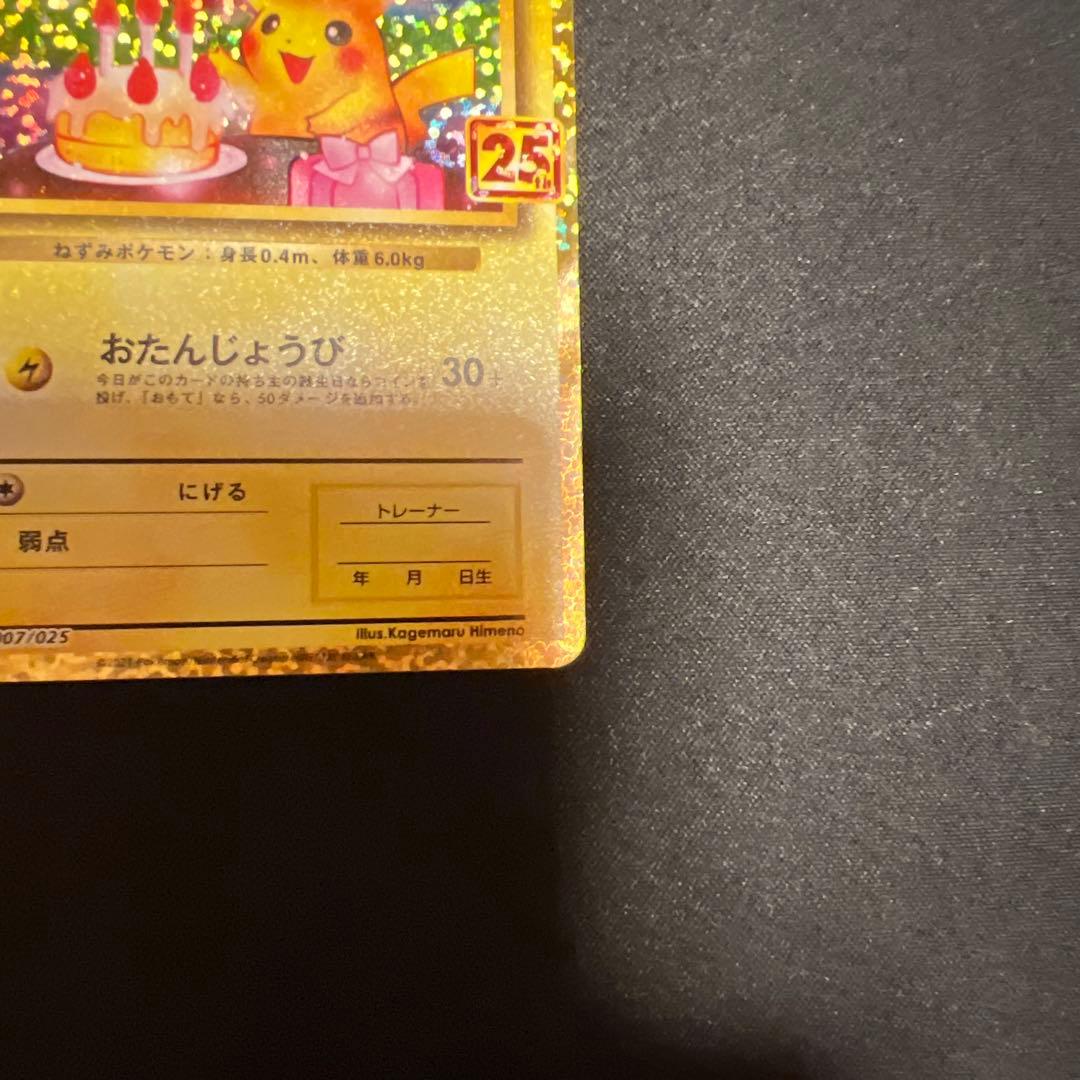 25
ねずみポケモン：身長0.4m、体重6.0kg
おたんじょうび
30+
今日がこのカードの持ち主の誕生日ならコインを
投げ、『おもて』なら、50ダメージを追加する。
にげる
弱点
トレーナー
年 月 日生
007/025
illus.Kagemaru Himeno
©2021